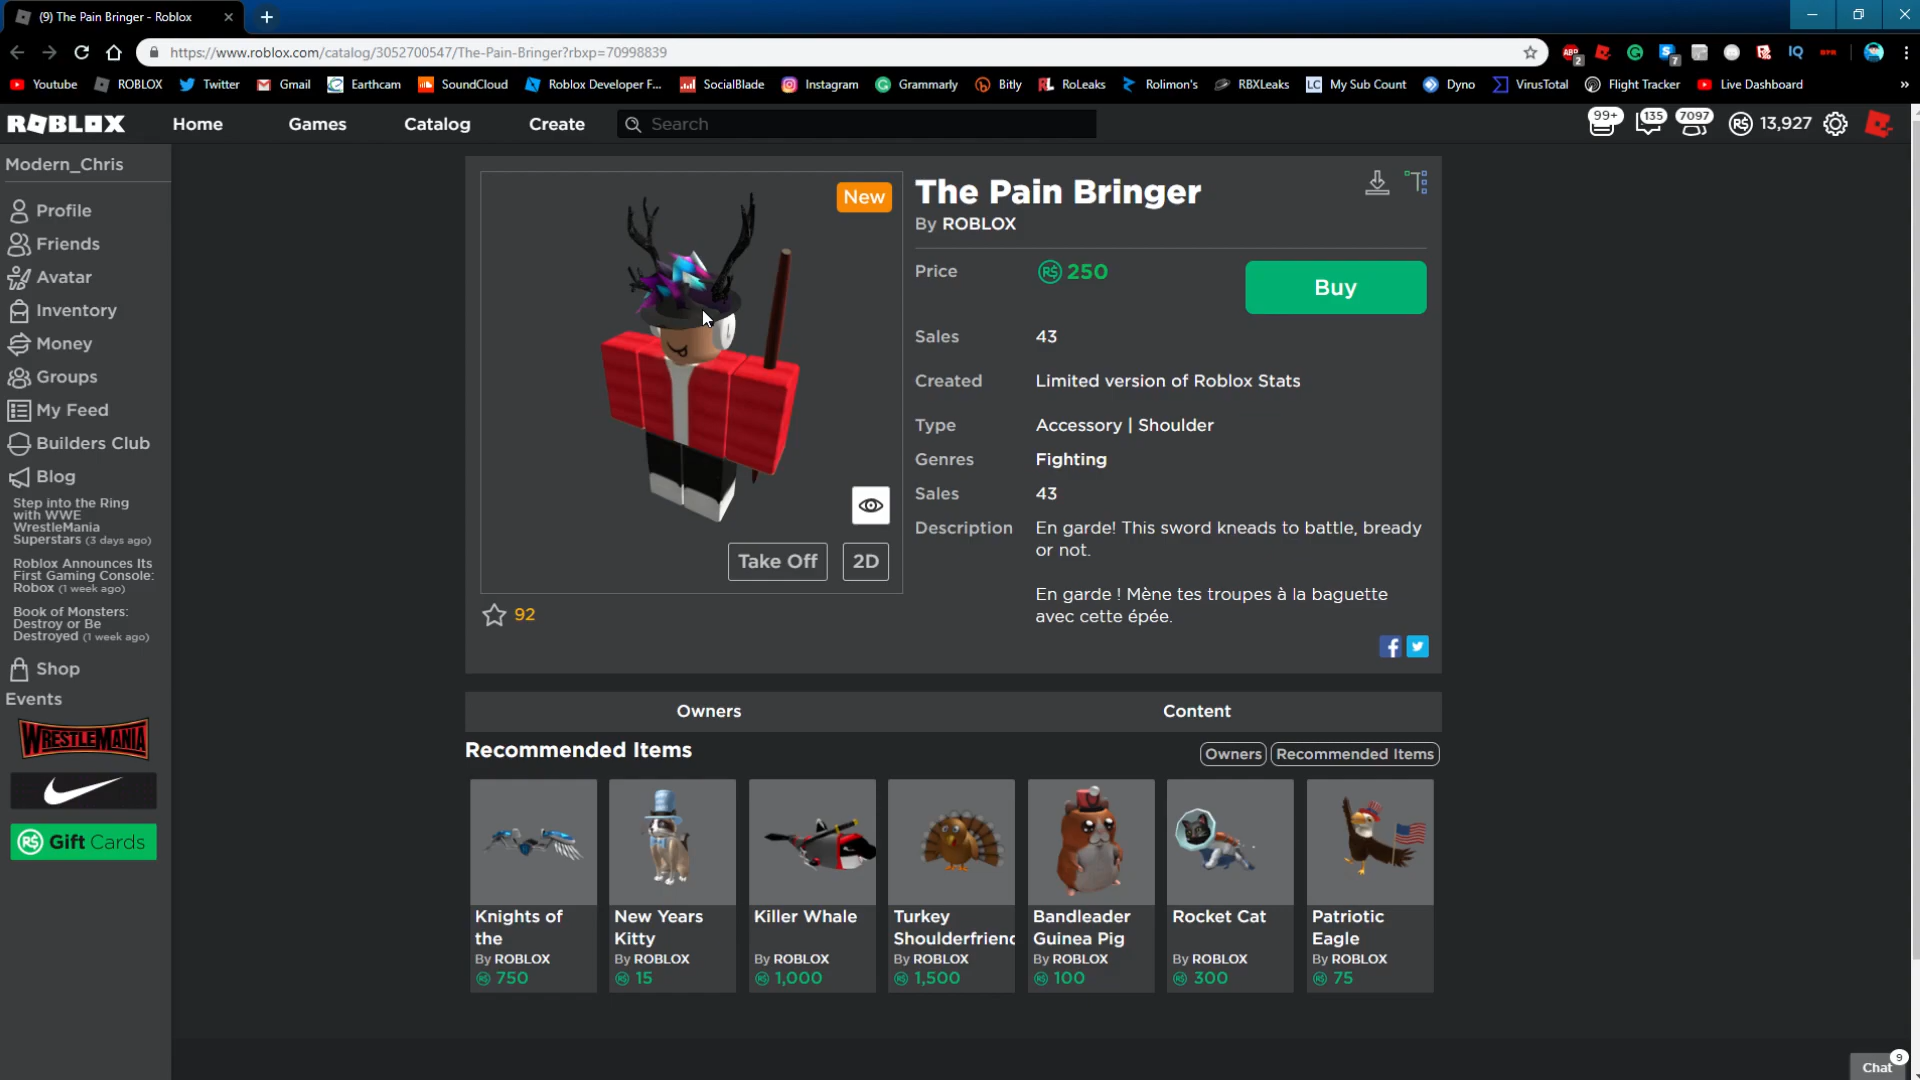 (9) The Pain Bringer - Roblox
https://www.roblox.com/catalog/3052700547/The-Pain-Bringer?rbxp=70998839
Youtube ROBLOX Twitter Gmail Earthcam SoundCloud Roblox Developer F... SocialBlade Instagram Grammarly Bitly RoLeaks Rolimon's RBXLeaks My Sub Count Dyno VirusTotal Flight Tracker Live Dashboard »
ROBLOX Home Games Catalog Create Search 99+ 135 7097 R$ 13,927
Modern_Chris
Profile
Friends
Avatar
Inventory
Money
Groups
My Feed
Builders Club
Blog
Step into the Ring
with WWE
WrestleMania
Superstars (3 days ago)
Roblox Announces Its
First Gaming Console:
Robox (1 week ago)
Book of Monsters:
Destroy or Be
Destroyed (1 week ago)
Shop
Events
WRESTLEMANIA
R$ Gift Cards
New
Take Off 2D
92
The Pain Bringer
By ROBLOX
Price R$ 250
Buy
Sales 43
Created Limited version of Roblox Stats
Type Accessory | Shoulder
Genres Fighting
Sales 43
Description En garde! This sword kneads to battle, bready
or not.
En garde ! Mène tes troupes à la baguette
avec cette épée.
Owners Content
Recommended Items Owners Recommended Items
Knights of
the
By ROBLOX
R$ 750
New Years
Kitty
By ROBLOX
R$ 15
Killer Whale
By ROBLOX
R$ 1,000
Turkey
Shoulderfriend
By ROBLOX
R$ 1,500
Bandleader
Guinea Pig
By ROBLOX
R$ 100
Rocket Cat
By ROBLOX
R$ 300
Patriotic
Eagle
By ROBLOX
R$ 75
Chat 9